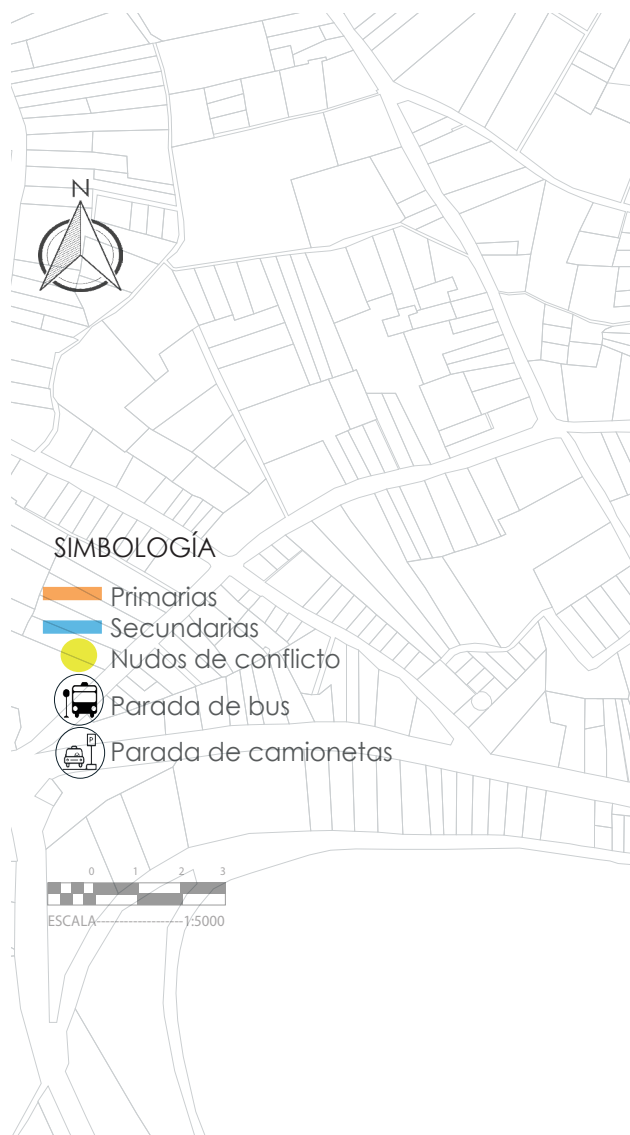 N
SIMBOLOGÍA
Primarias
Secundarias
Nudos de conflicto
Parada de bus
P
Parada de camionetas
0 1 2 3
ESCALA------------------1:5000